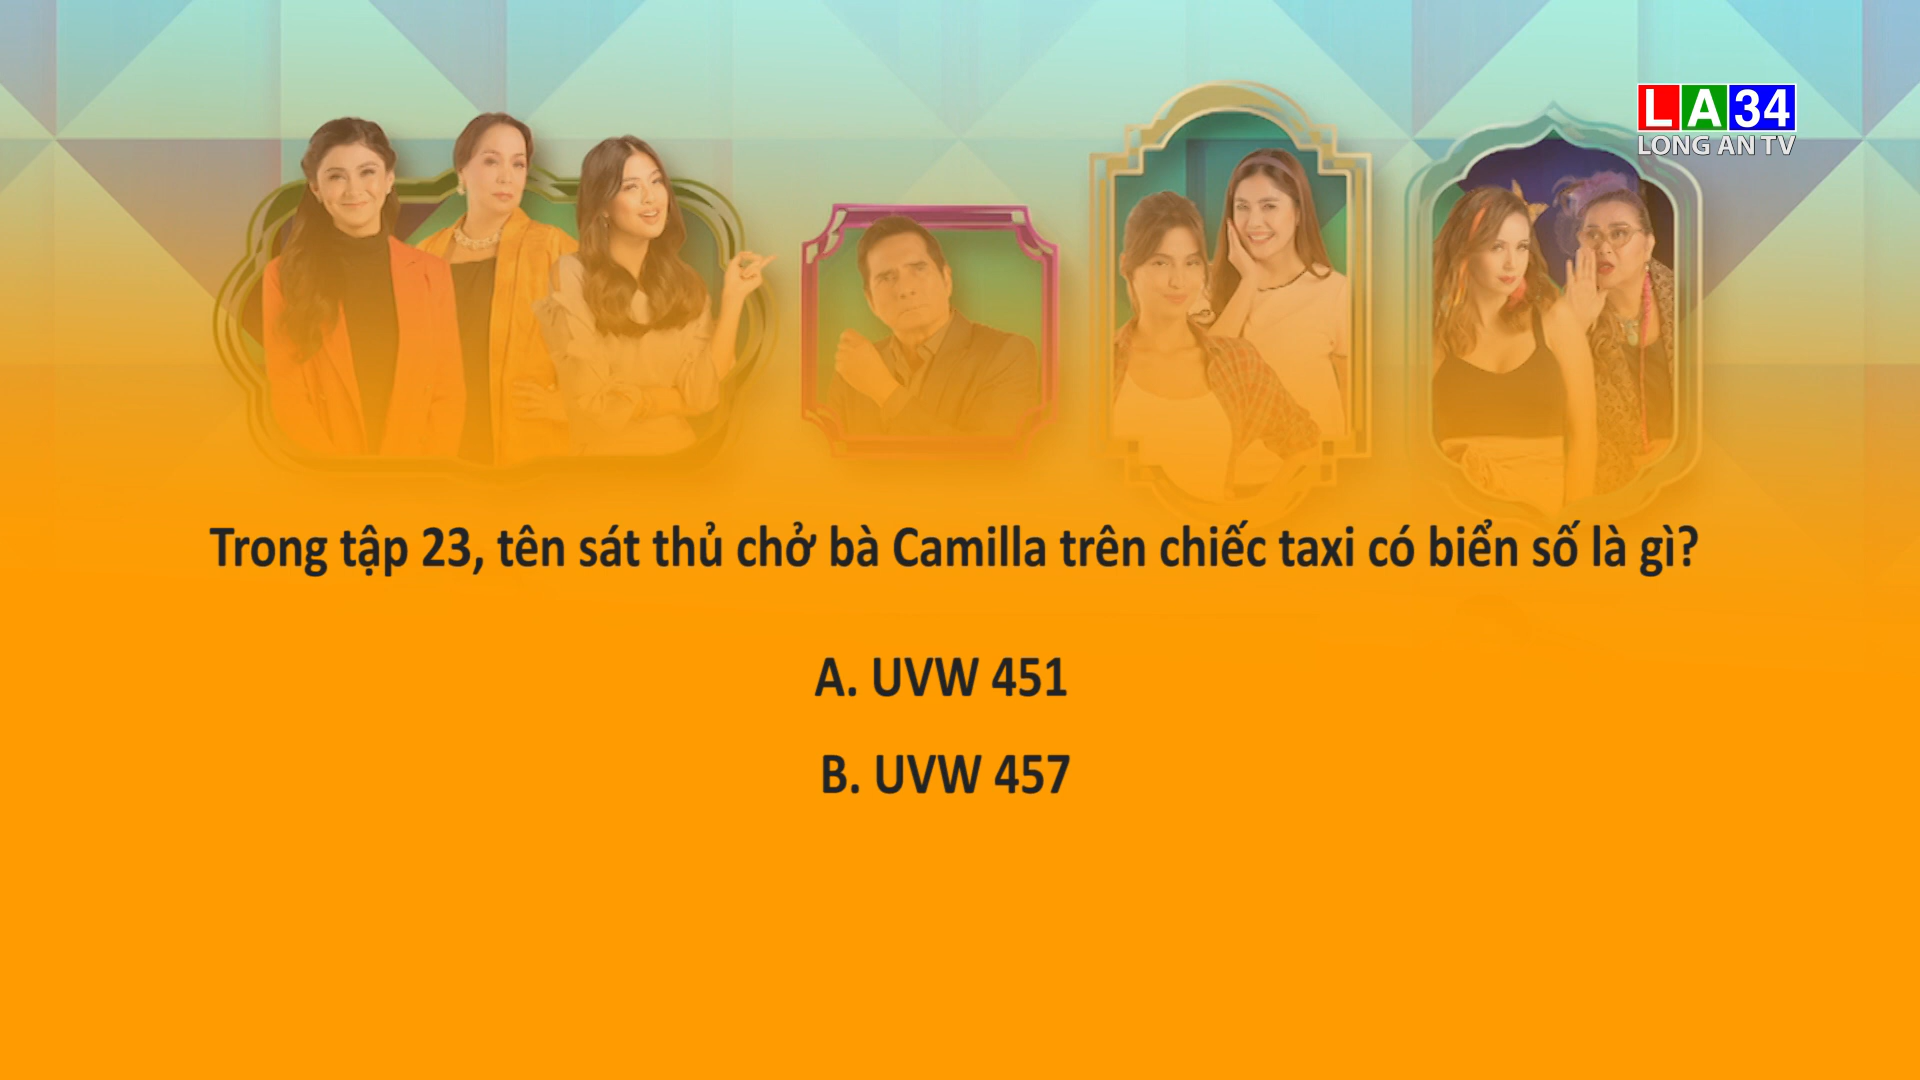 LA34
LONG AN TV
Trong tập 23, tên sát thủ chở bà Camilla trên chiếc taxi có biển số là gì?
A. UVW 451
B. UVW 457